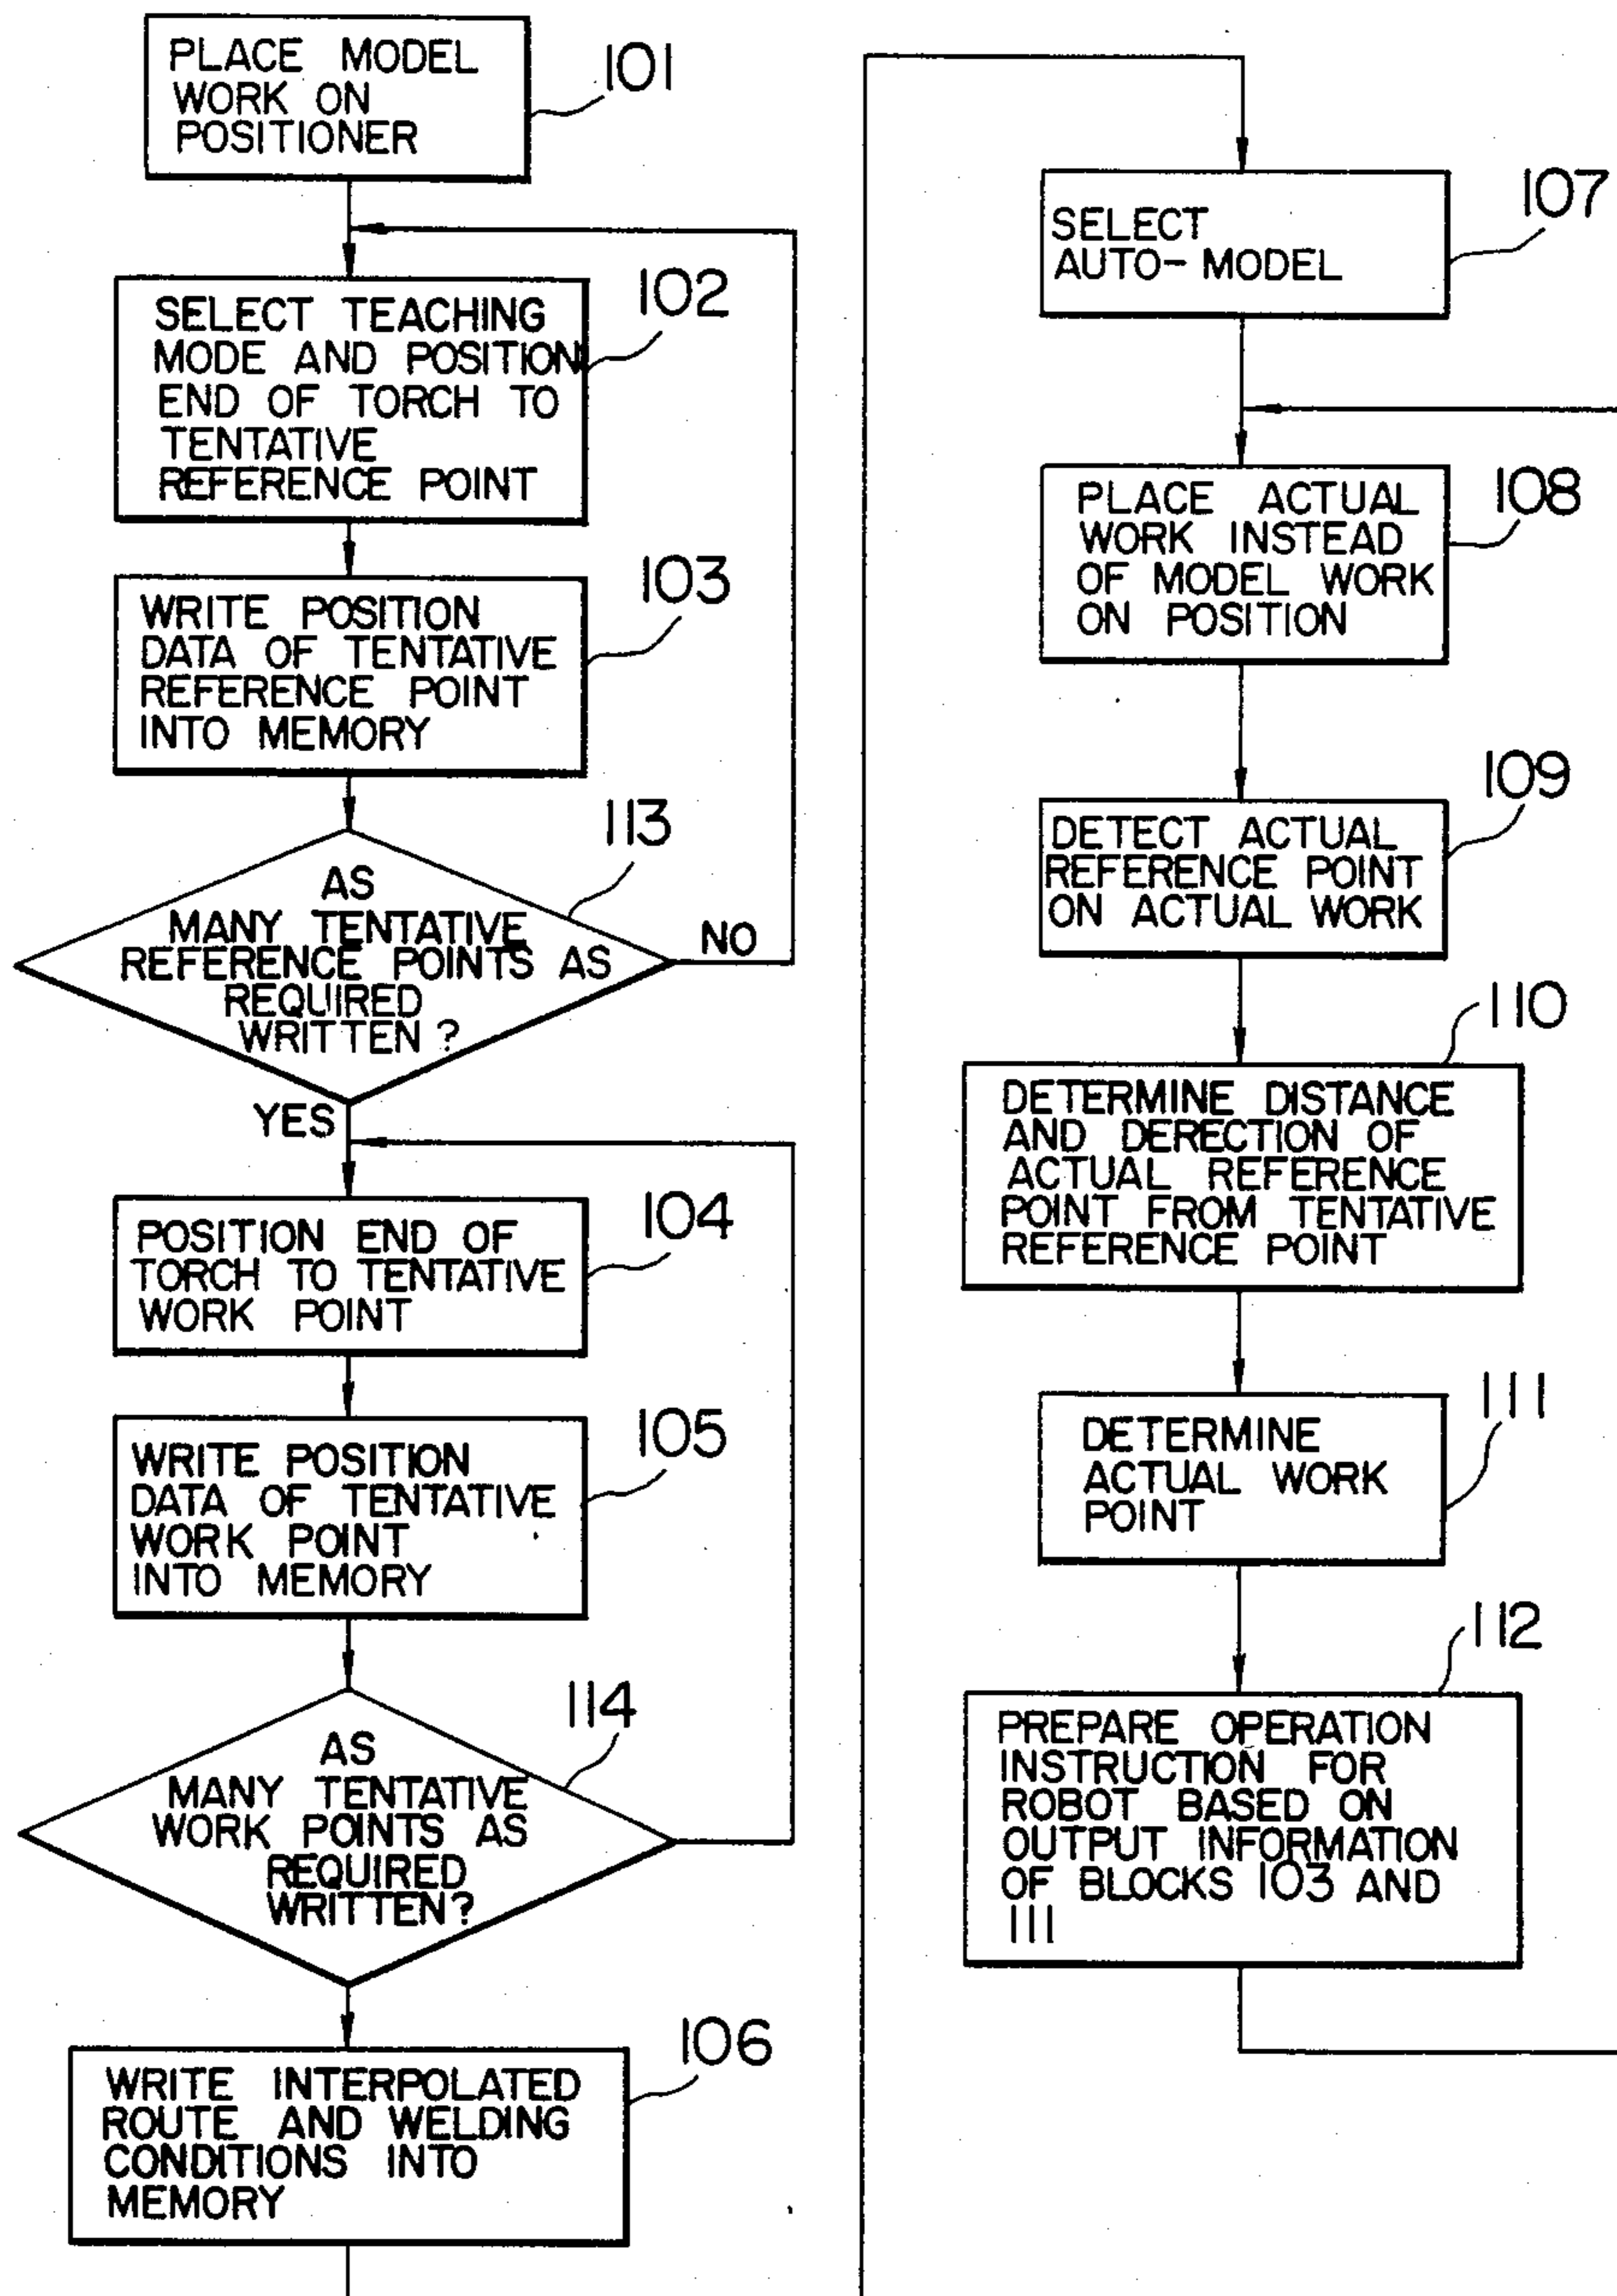 PLACE MODEL
WORK ON
POSITIONER
101
SELECT TEACHING
MODE AND POSITION
END OF TORCH TO
TENTATIVE
REFERENCE POINT
102
WRITE POSITION
DATA OF TENTATIVE
REFERENCE POINT
INTO MEMORY
103
AS
MANY TENTATIVE
REFERENCE POINTS AS
REQUIRED
WRITTEN?
113
NO
YES
POSITION END OF
TORCH TO TENTATIVE
WORK POINT
104
WRITE POSITION
DATA OF TENTATIVE
WORK POINT
INTO MEMORY
105
AS
MANY TENTATIVE
WORK POINTS AS
REQUIRED
WRITTEN?
114
WRITE INTERPOLATED
ROUTE AND WELDING
CONDITIONS INTO
MEMORY
106
SELECT
AUTO-MODEL
107
PLACE ACTUAL
WORK INSTEAD
OF MODEL WORK
ON POSITION
108
DETECT ACTUAL
REFERENCE POINT
ON ACTUAL WORK
109
DETERMINE DISTANCE
AND DERECTION OF
ACTUAL REFERENCE
POINT FROM TENTATIVE
REFERENCE POINT
110
DETERMINE
ACTUAL WORK
POINT
111
PREPARE OPERATION
INSTRUCTION FOR
ROBOT BASED ON
OUTPUT INFORMATION
OF BLOCKS 103 AND
111
112